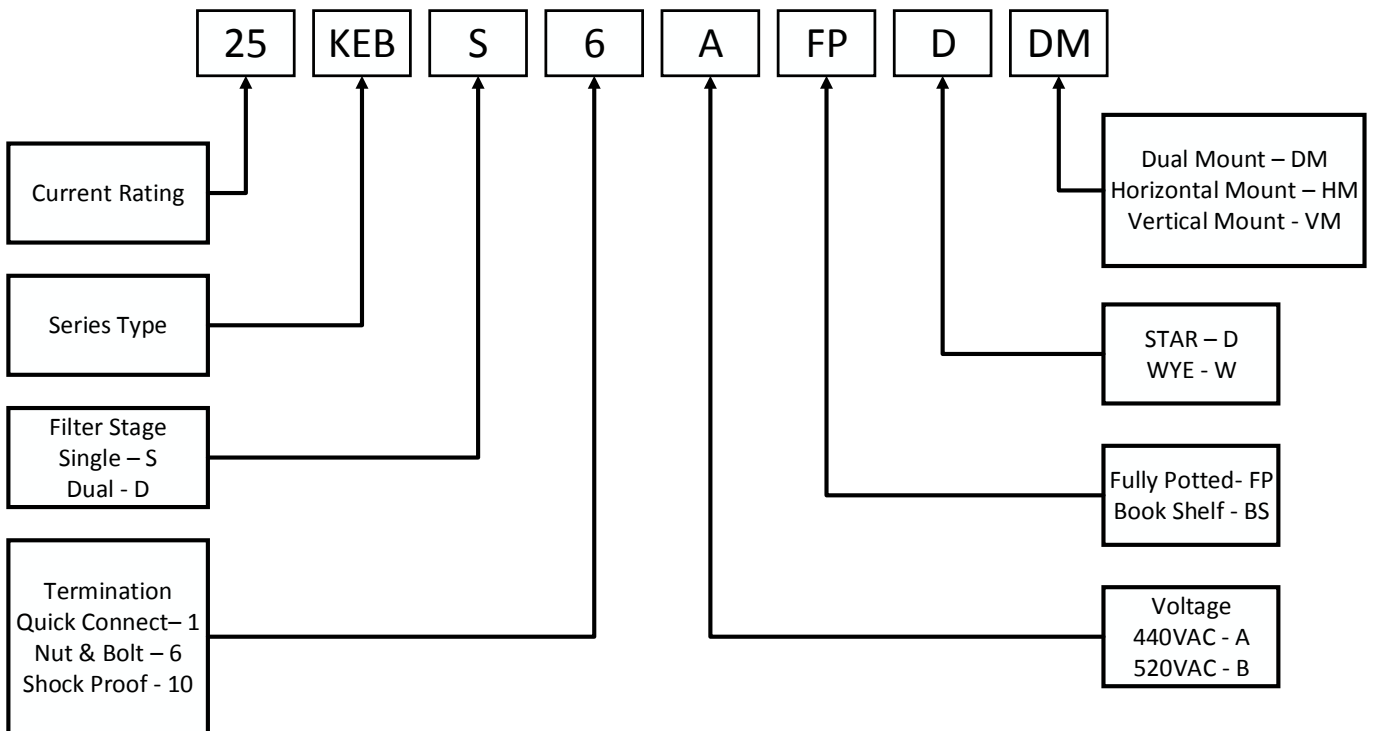 25 KEB S 6 A FP D DM
Current Rating
Series Type
Filter Stage
Single – S
Dual - D
Termination
Quick Connect– 1
Nut & Bolt – 6
Shock Proof - 10
Dual Mount – DM
Horizontal Mount – HM
Vertical Mount - VM
STAR – D
WYE - W
Fully Potted- FP
Book Shelf - BS
Voltage
440VAC - A
520VAC - B